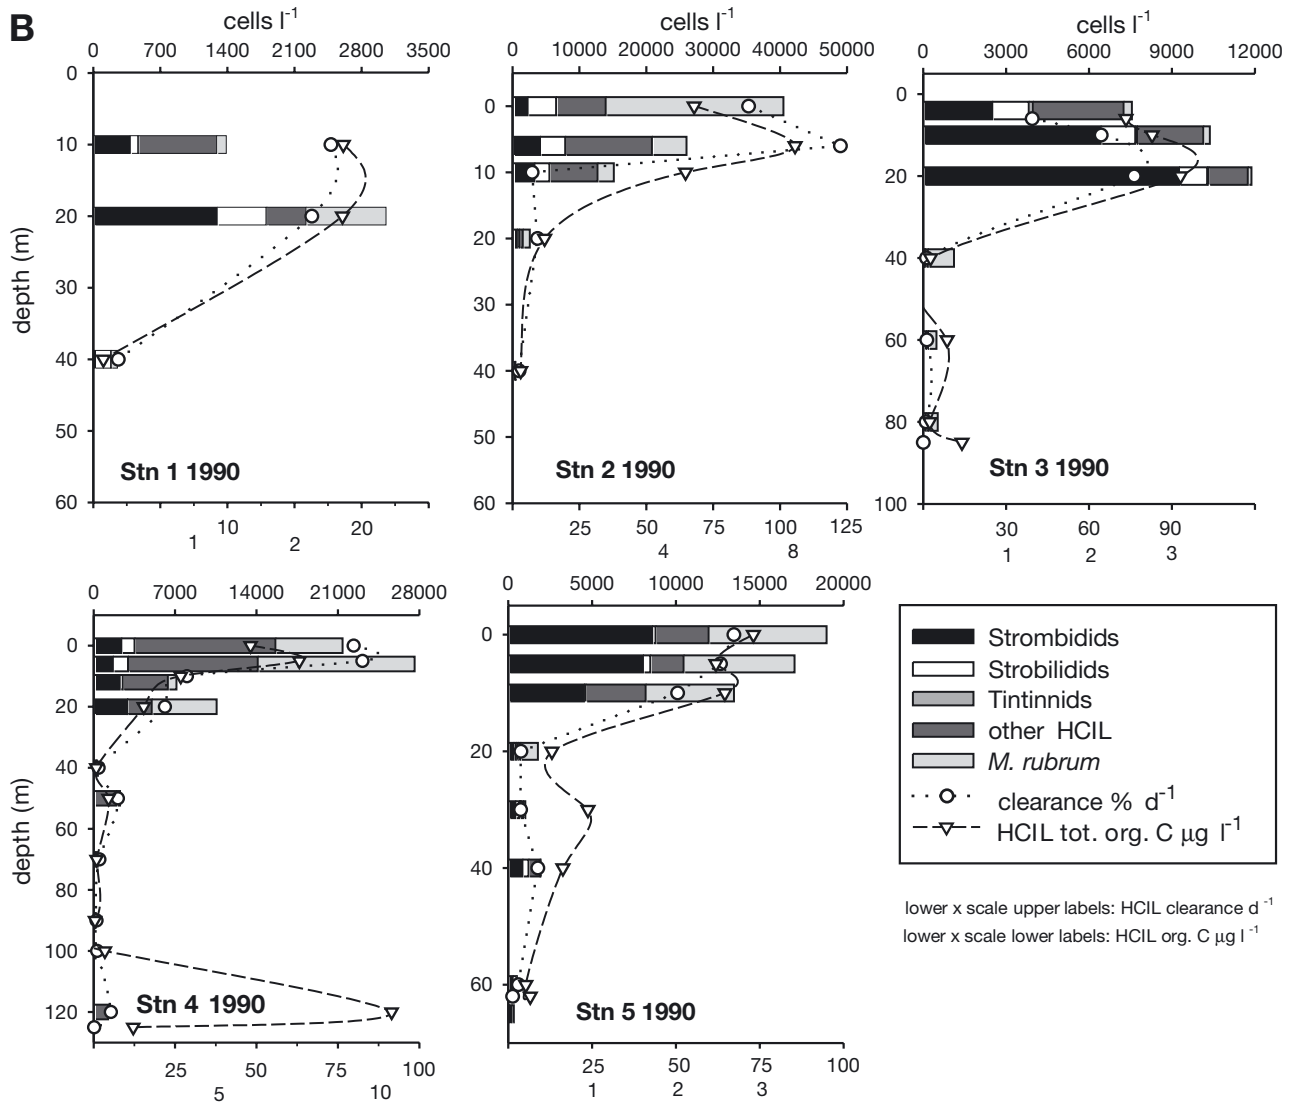 B
cells l-1
0 700 1400 2100 2800 3500
0
10
20
30
40
50
60
depth (m)
Stn 1 1990
10 20
1 2
cells l-1
0 10000 20000 30000 40000 50000
0
10
20
30
40
50
60
Stn 2 1990
25 50 75 100 125
4 8
cells l-1
0 3000 6000 9000 12000
0
20
40
60
80
100
Stn 3 1990
30 60 90
1 2 3
0 7000 14000 21000 28000
0
20
40
60
80
100
120
depth (m)
Stn 4 1990
25 50 75 100
5 10
0 5000 10000 15000 20000
0
20
40
60
Stn 5 1990
25 50 75 100
1 2 3
Strombidids
Strobilidids
Tintinnids
other HCIL
M. rubrum
clearance % d-1
HCIL tot. org. C µg l-1
lower x scale upper labels: HCIL clearance d -1
lower x scale lower labels: HCIL org. C µg l -1